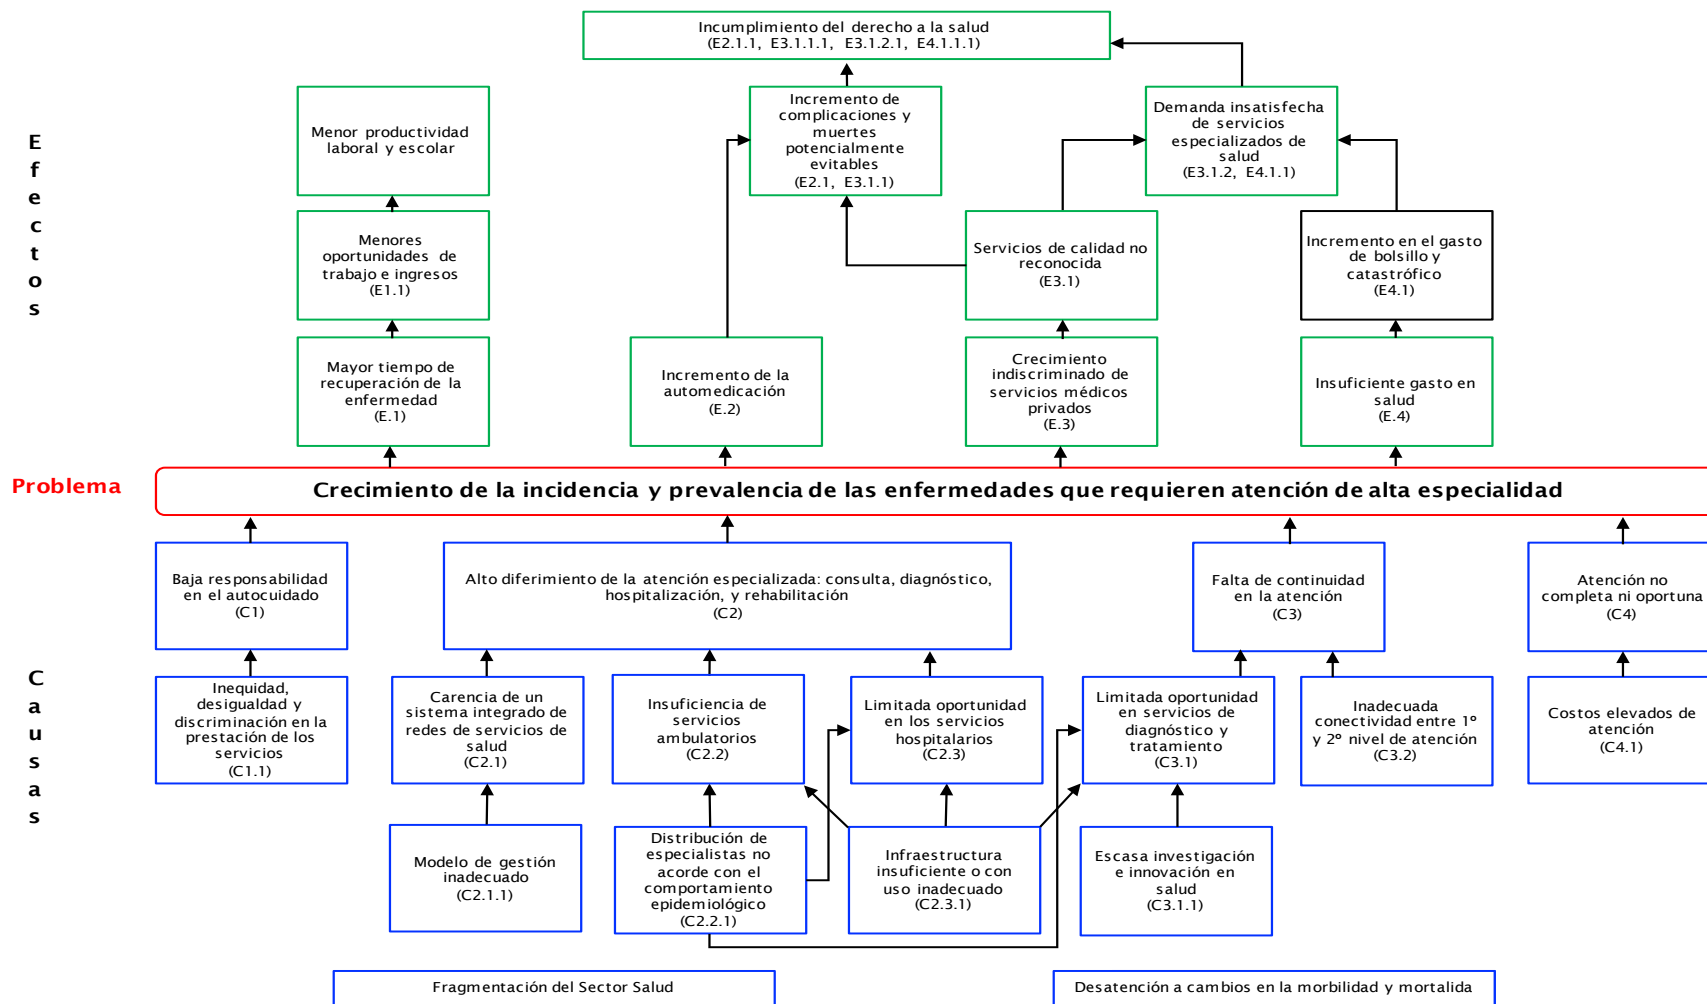 Incumplimiento del derecho a la salud
(E2.1.1, E3.1.1.1, E3.1.2.1, E4.1.1.1)
Menor productividad
laboral y escolar
Incremento de
complicaciones y
muertes
potencialmente
evitables
(E2.1, E3.1.1)
Demanda insatisfecha
de servicios
especializados de
salud
(E3.1.2, E4.1.1)
Efectos
Menores
oportunidades de
trabajo e ingresos
(E1.1)
Servicios de calidad no
reconocida
(E3.1)
Incremento en el gasto
de bolsillo y
catastrófico
(E4.1)
Mayor tiempo de
recuperación de la
enfermedad
(E.1)
Incremento de la
automedicación
(E.2)
Crecimiento
indiscriminado de
servicios médicos
privados
(E.3)
Insuficiente gasto en
salud
(E.4)
Problema
Crecimiento de la incidencia y prevalencia de las enfermedades que requieren atención de alta especialidad
Baja responsabilidad
en el autocuidado
(C1)
Alto diferimiento de la atención especializada: consulta, diagnóstico,
hospitalización, y rehabilitación
(C2)
Falta de continuidad
en la atención
(C3)
Atención no
completa ni oportuna
(C4)
Causas
Inequidad,
desigualdad y
discriminación en la
prestación de los
servicios
(C1.1)
Carencia de un
sistema integrado de
redes de servicios de
salud
(C2.1)
Insuficiencia de
servicios
ambulatorios
(C2.2)
Limitada oportunidad
en los servicios
hospitalarios
(C2.3)
Limitada oportunidad
en servicios de
diagnóstico y
tratamiento
(C3.1)
Inadecuada
conectividad entre 1º
y 2º nivel de atención
(C3.2)
Costos elevados de
atención
(C4.1)
Modelo de gestión
inadecuado
(C2.1.1)
Distribución de
especialistas no
acorde con el
comportamiento
epidemiológico
(C2.2.1)
Infraestructura
insuficiente o con
uso inadecuado
(C2.3.1)
Escasa investigación
e innovación en
salud
(C3.1.1)
Fragmentación del Sector Salud
Desatención a cambios en la morbilidad y mortalida